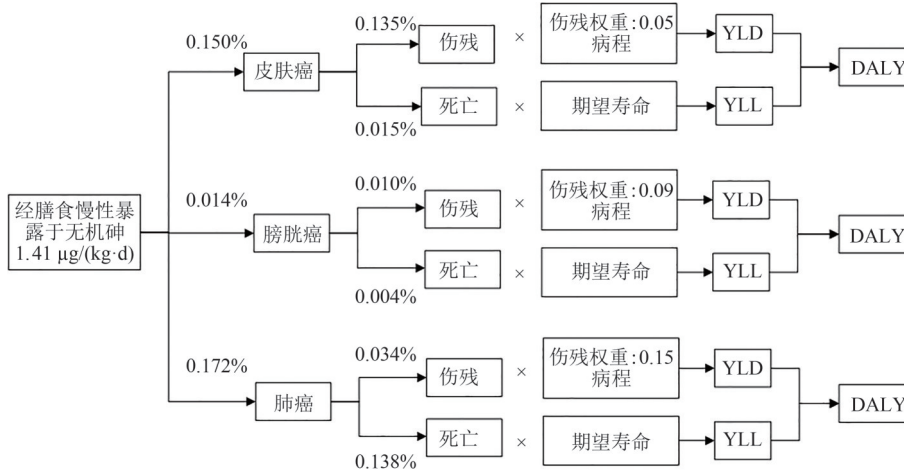 经膳食慢性暴
露于无机砷
1.41 μg/(kg·d)
0.150%
皮肤癌
0.135%
伤残
×
伤残权重:0.05
病程
YLD
0.015%
死亡
×
期望寿命
YLL
DALY
0.014%
膀胱癌
0.010%
伤残
×
伤残权重:0.09
病程
YLD
0.004%
死亡
×
期望寿命
YLL
DALY
0.172%
肺癌
0.034%
伤残
×
伤残权重:0.15
病程
YLD
0.138%
死亡
×
期望寿命
YLL
DALY